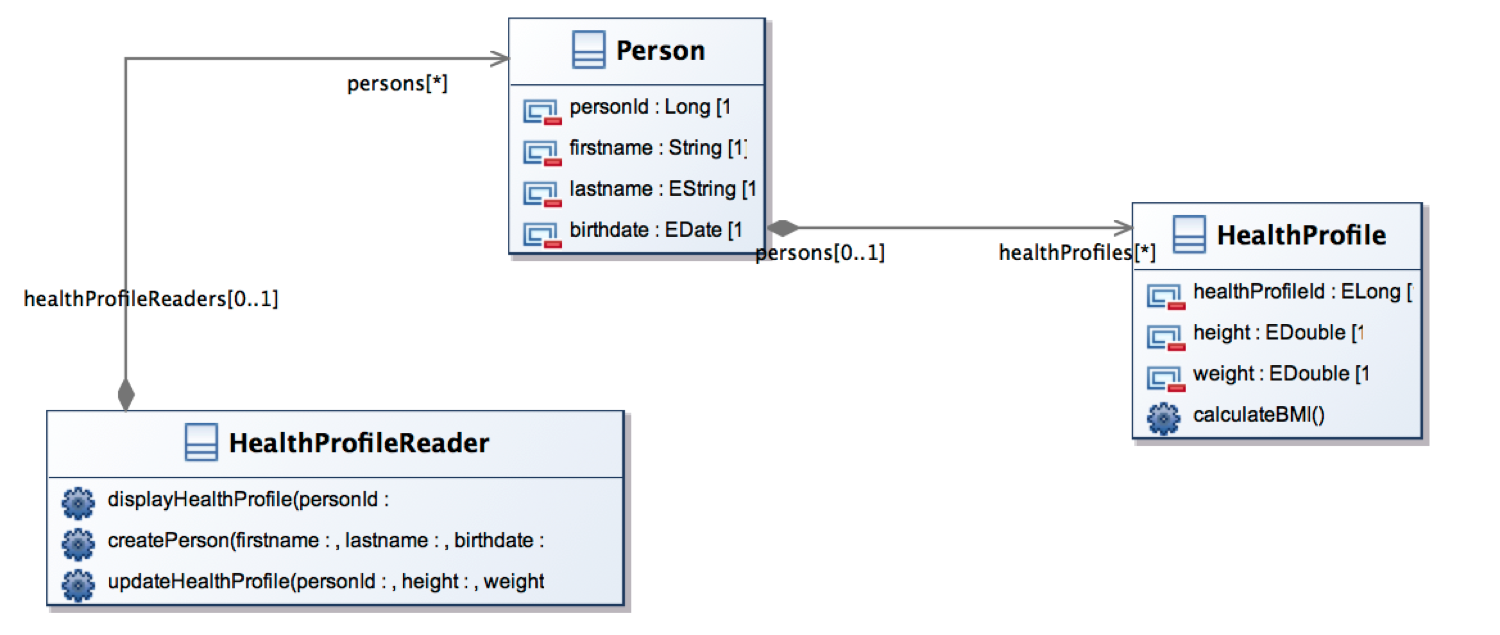 Person
personId : Long [1
firstname : String [1]
lastname : EString [1
birthdate : EDate [1
persons[*]
persons[0..1]
healthProfiles[*]
HealthProfile
healthProfileId : ELong [
height : EDouble [1
weight : EDouble [1
calculateBMI()
healthProfileReaders[0..1]
HealthProfileReader
displayHealthProfile(personId :
createPerson(firstname : , lastname : , birthdate :
updateHealthProfile(personId : , height : , weight